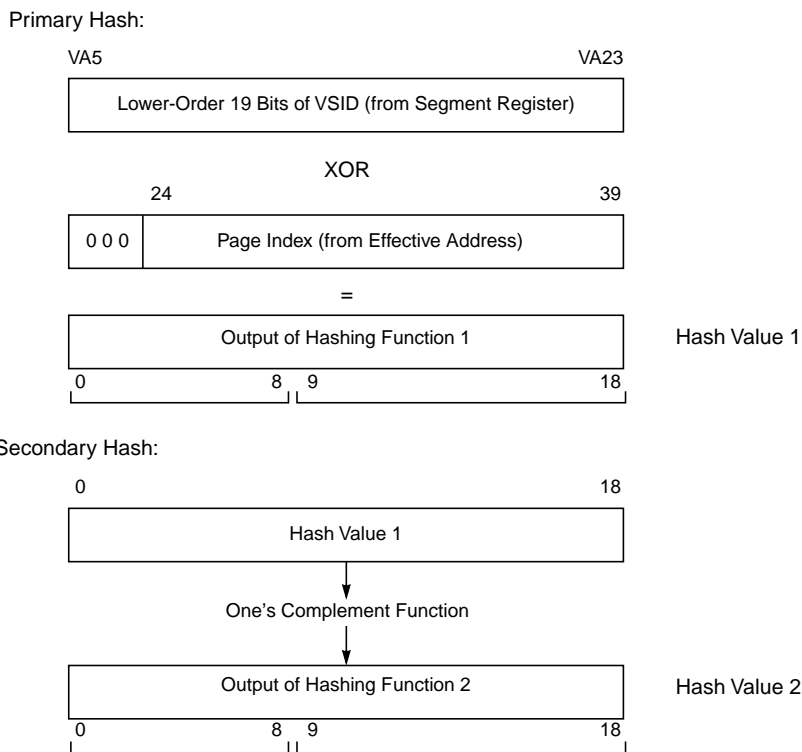 Primary Hash:
VA5 VA23
Lower-Order 19 Bits of VSID (from Segment Register)
XOR
24 39
0 0 0 Page Index (from Effective Address)
=
Output of Hashing Function 1 Hash Value 1
0 8 9 18
Secondary Hash:
0 18
Hash Value 1
One's Complement Function
Output of Hashing Function 2 Hash Value 2
0 8 9 18